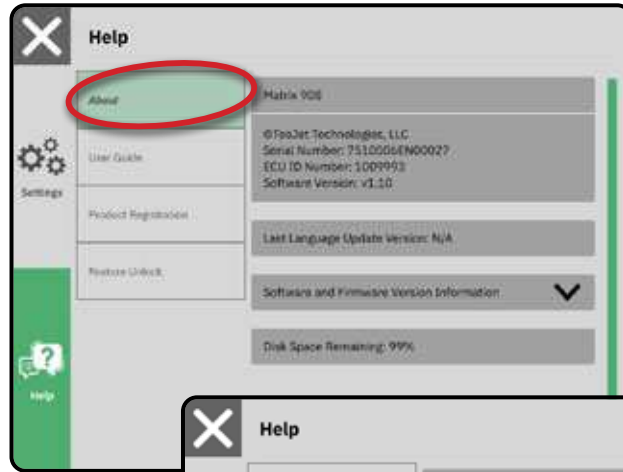 Help
About
User Guide
Product Registration
Feature Unlock
Settings
Help
Matrix 908
©TeeJet Technologies, LLC
Serial Number: 7510006EN00027
ECU ID Number: 1009993
Software Version: v1.10
Last Language Update Version: N/A
Software and Firmware Version Information
Disk Space Remaining: 99%
Help